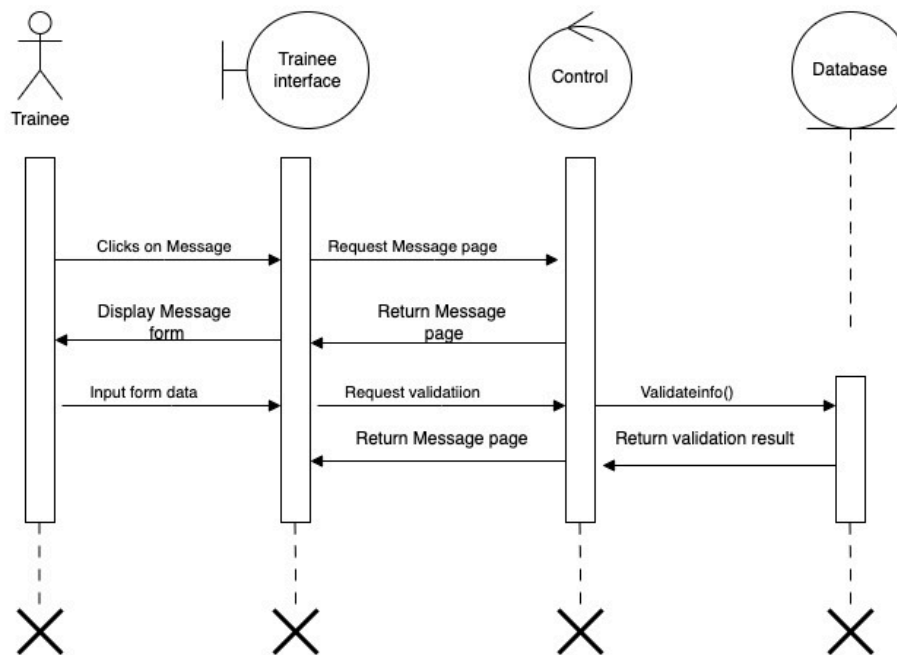 Trainee
interface
Control
Database
Trainee
Clicks on Message
Request Message page
Display Message
form
Return Message
page
Input form data
Request validatiion
ValidateInfo()
Return Message page
Return validation result